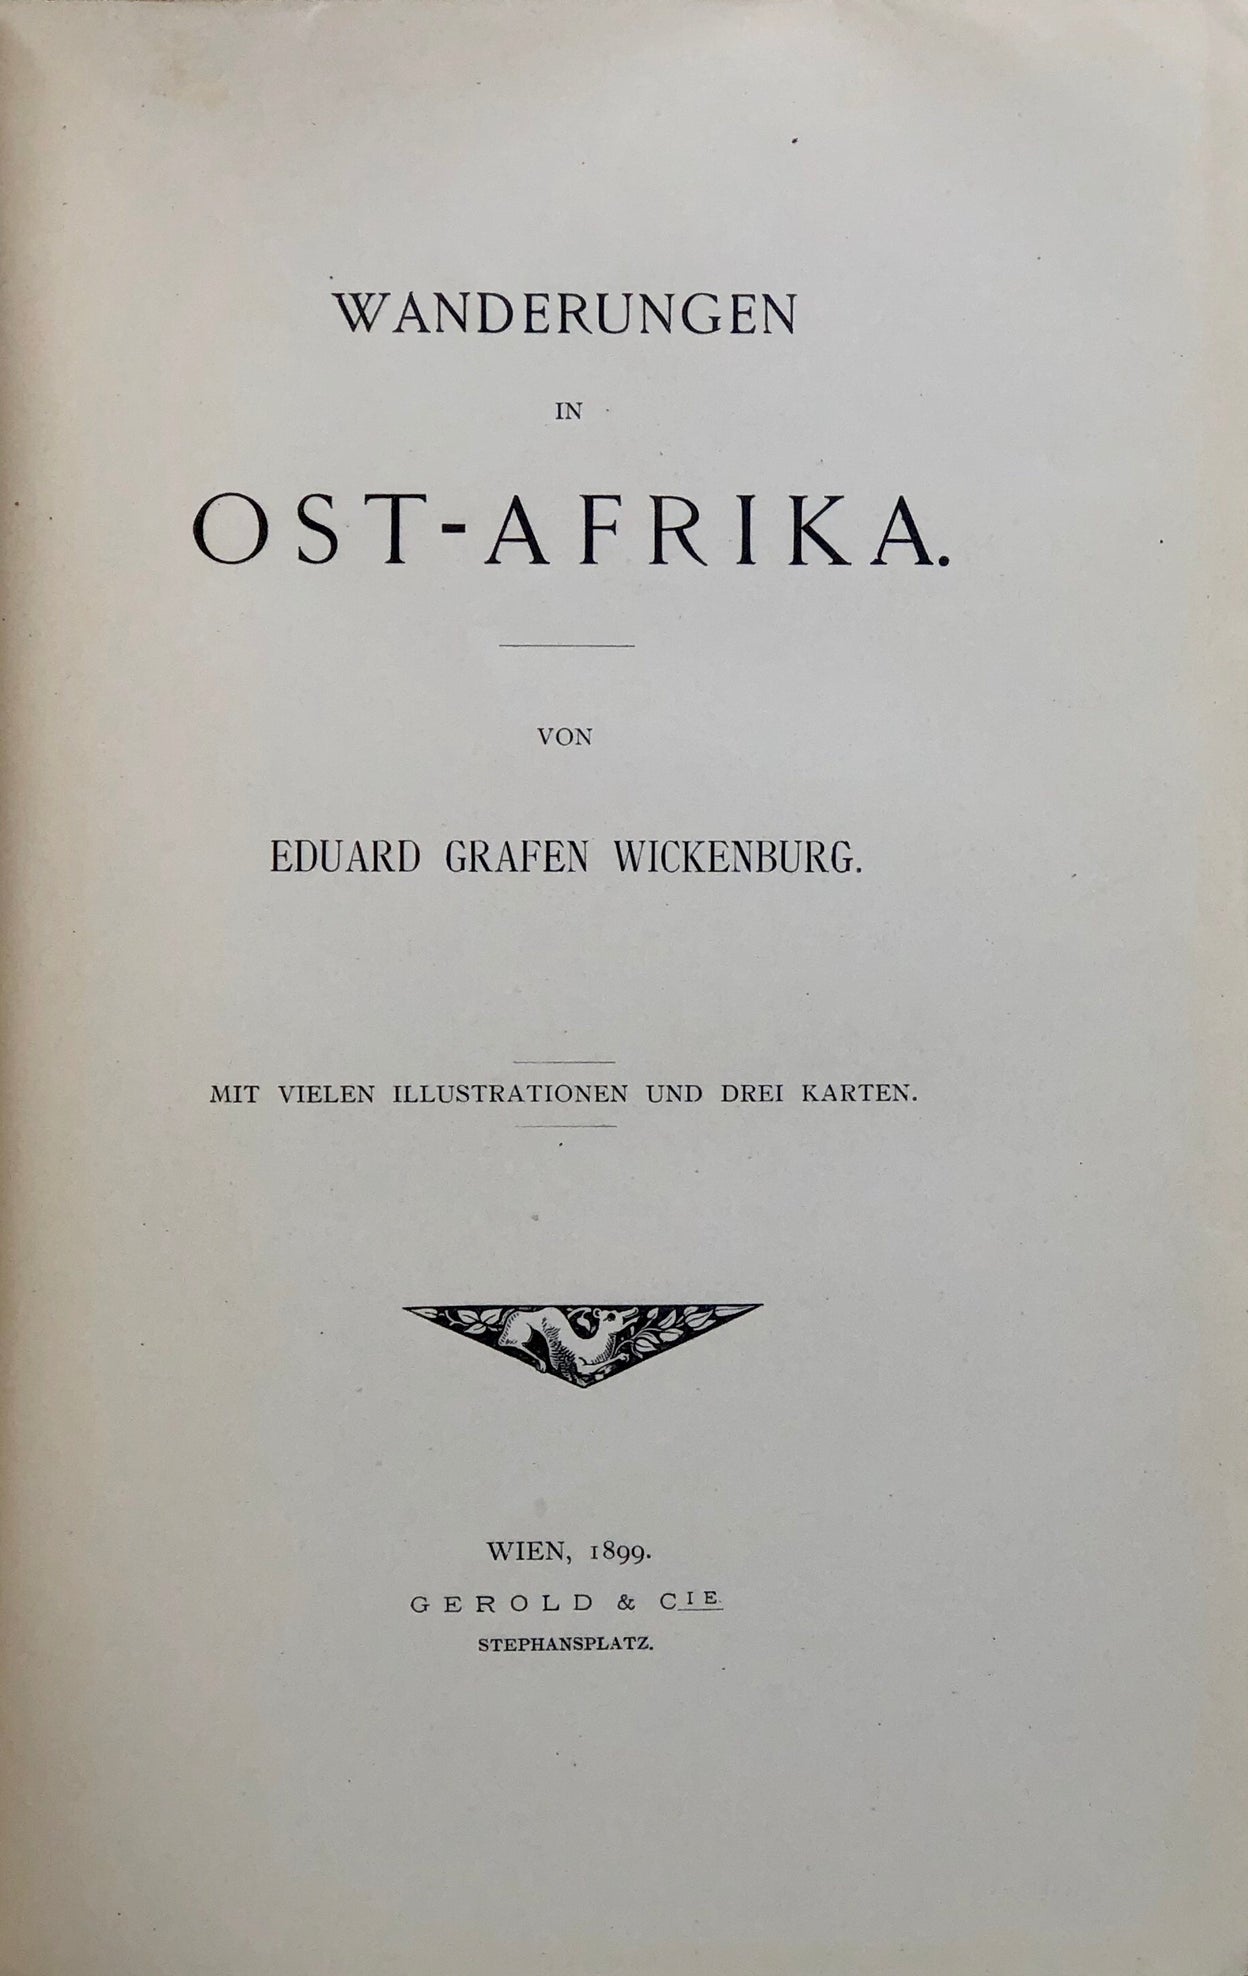 WANDERUNGEN
IN
OST-AFRIKA.
VON
EDUARD GRAFEN WICKENBURG.
MIT VIELEN ILLUSTRATIONEN UND DREI KARTEN.
WIEN, 1899.
GEROLD & CIE.
STEPHANSPLATZ.